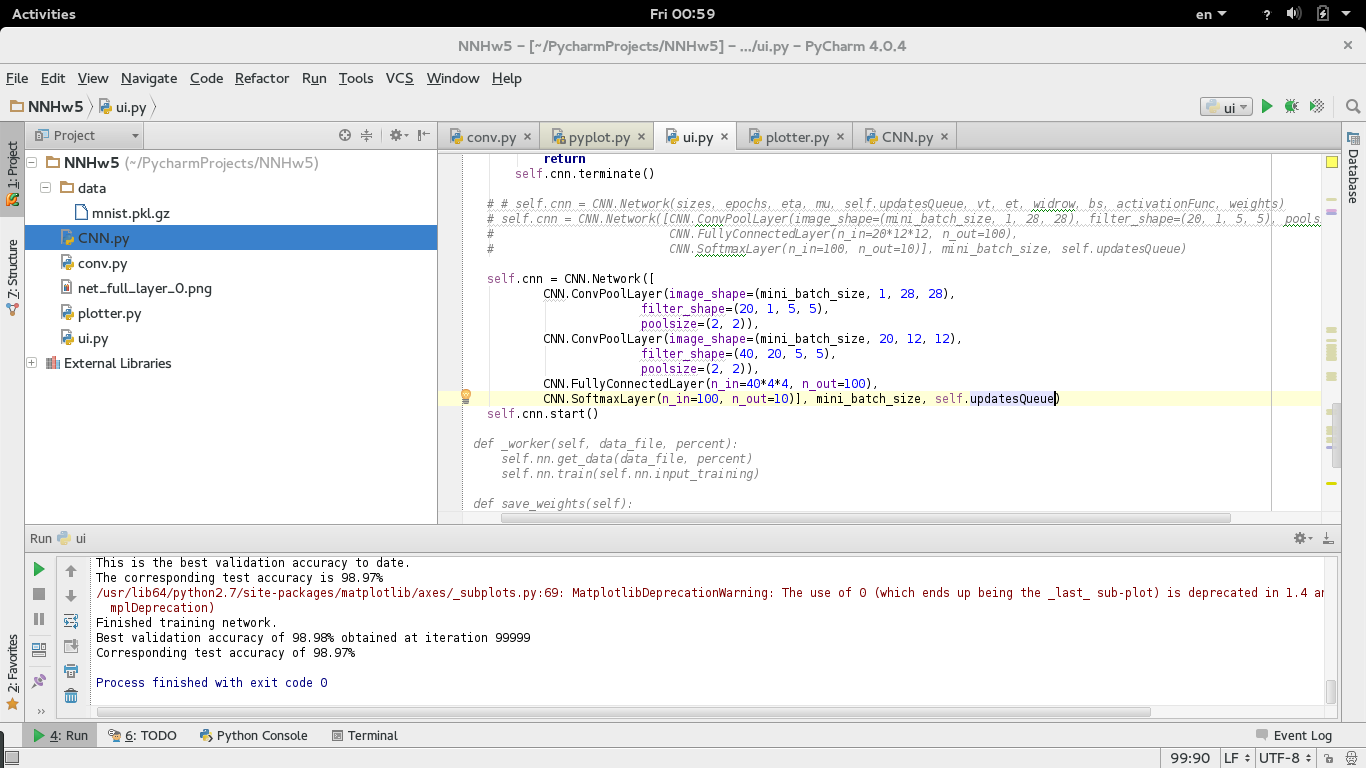 Activities
Fri 00:59
en
?
NNHw5 – [~/PycharmProjects/NNHw5] – .../ui.py – PyCharm 4.0.4
File Edit View Navigate Code Refactor Run Tools VCS Window Help
NNHw5 ui.py
ui
1: Project
7: Structure
2: Favorites
Project
NNHw5 (~/PycharmProjects/NNHw5)
data
mnist.pkl.gz
CNN.py
conv.py
net_full_layer_0.png
plotter.py
ui.py
External Libraries
conv.py pyplot.py ui.py plotter.py CNN.py
Database
return
self.cnn.terminate()
# # self.cnn = CNN.Network(sizes, epochs, eta, mu, self.updatesQueue, vt, et, widrow, bs, activationFunc, weights)
# self.cnn = CNN.Network([CNN.ConvPoolLayer(image_shape=(mini_batch_size, 1, 28, 28), filter_shape=(20, 1, 5, 5), pools
# CNN.FullyConnectedLayer(n_in=20*12*12, n_out=100),
# CNN.SoftmaxLayer(n_in=100, n_out=10)], mini_batch_size, self.updatesQueue)
self.cnn = CNN.Network([
CNN.ConvPoolLayer(image_shape=(mini_batch_size, 1, 28, 28),
filter_shape=(20, 1, 5, 5),
poolsize=(2, 2)),
CNN.ConvPoolLayer(image_shape=(mini_batch_size, 20, 12, 12),
filter_shape=(40, 20, 5, 5),
poolsize=(2, 2)),
CNN.FullyConnectedLayer(n_in=40*4*4, n_out=100),
CNN.SoftmaxLayer(n_in=100, n_out=10)], mini_batch_size, self.updatesQueue)
self.cnn.start()
def _worker(self, data_file, percent):
self.nn.get_data(data_file, percent)
self.nn.train(self.nn.input_training)
def save_weights(self):
Run ui
This is the best validation accuracy to date.
The corresponding test accuracy is 98.97%
/usr/lib64/python2.7/site-packages/matplotlib/axes/_subplots.py:69: MatplotlibDeprecationWarning: The use of 0 (which ends up being the _last_ sub-plot) is deprecated in 1.4 an
mplDeprecation)
Finished training network.
Best validation accuracy of 98.98% obtained at iteration 99999
Corresponding test accuracy of 98.97%
Process finished with exit code 0
4: Run 6: TODO Python Console Terminal Event Log
99:90 LF UTF-8